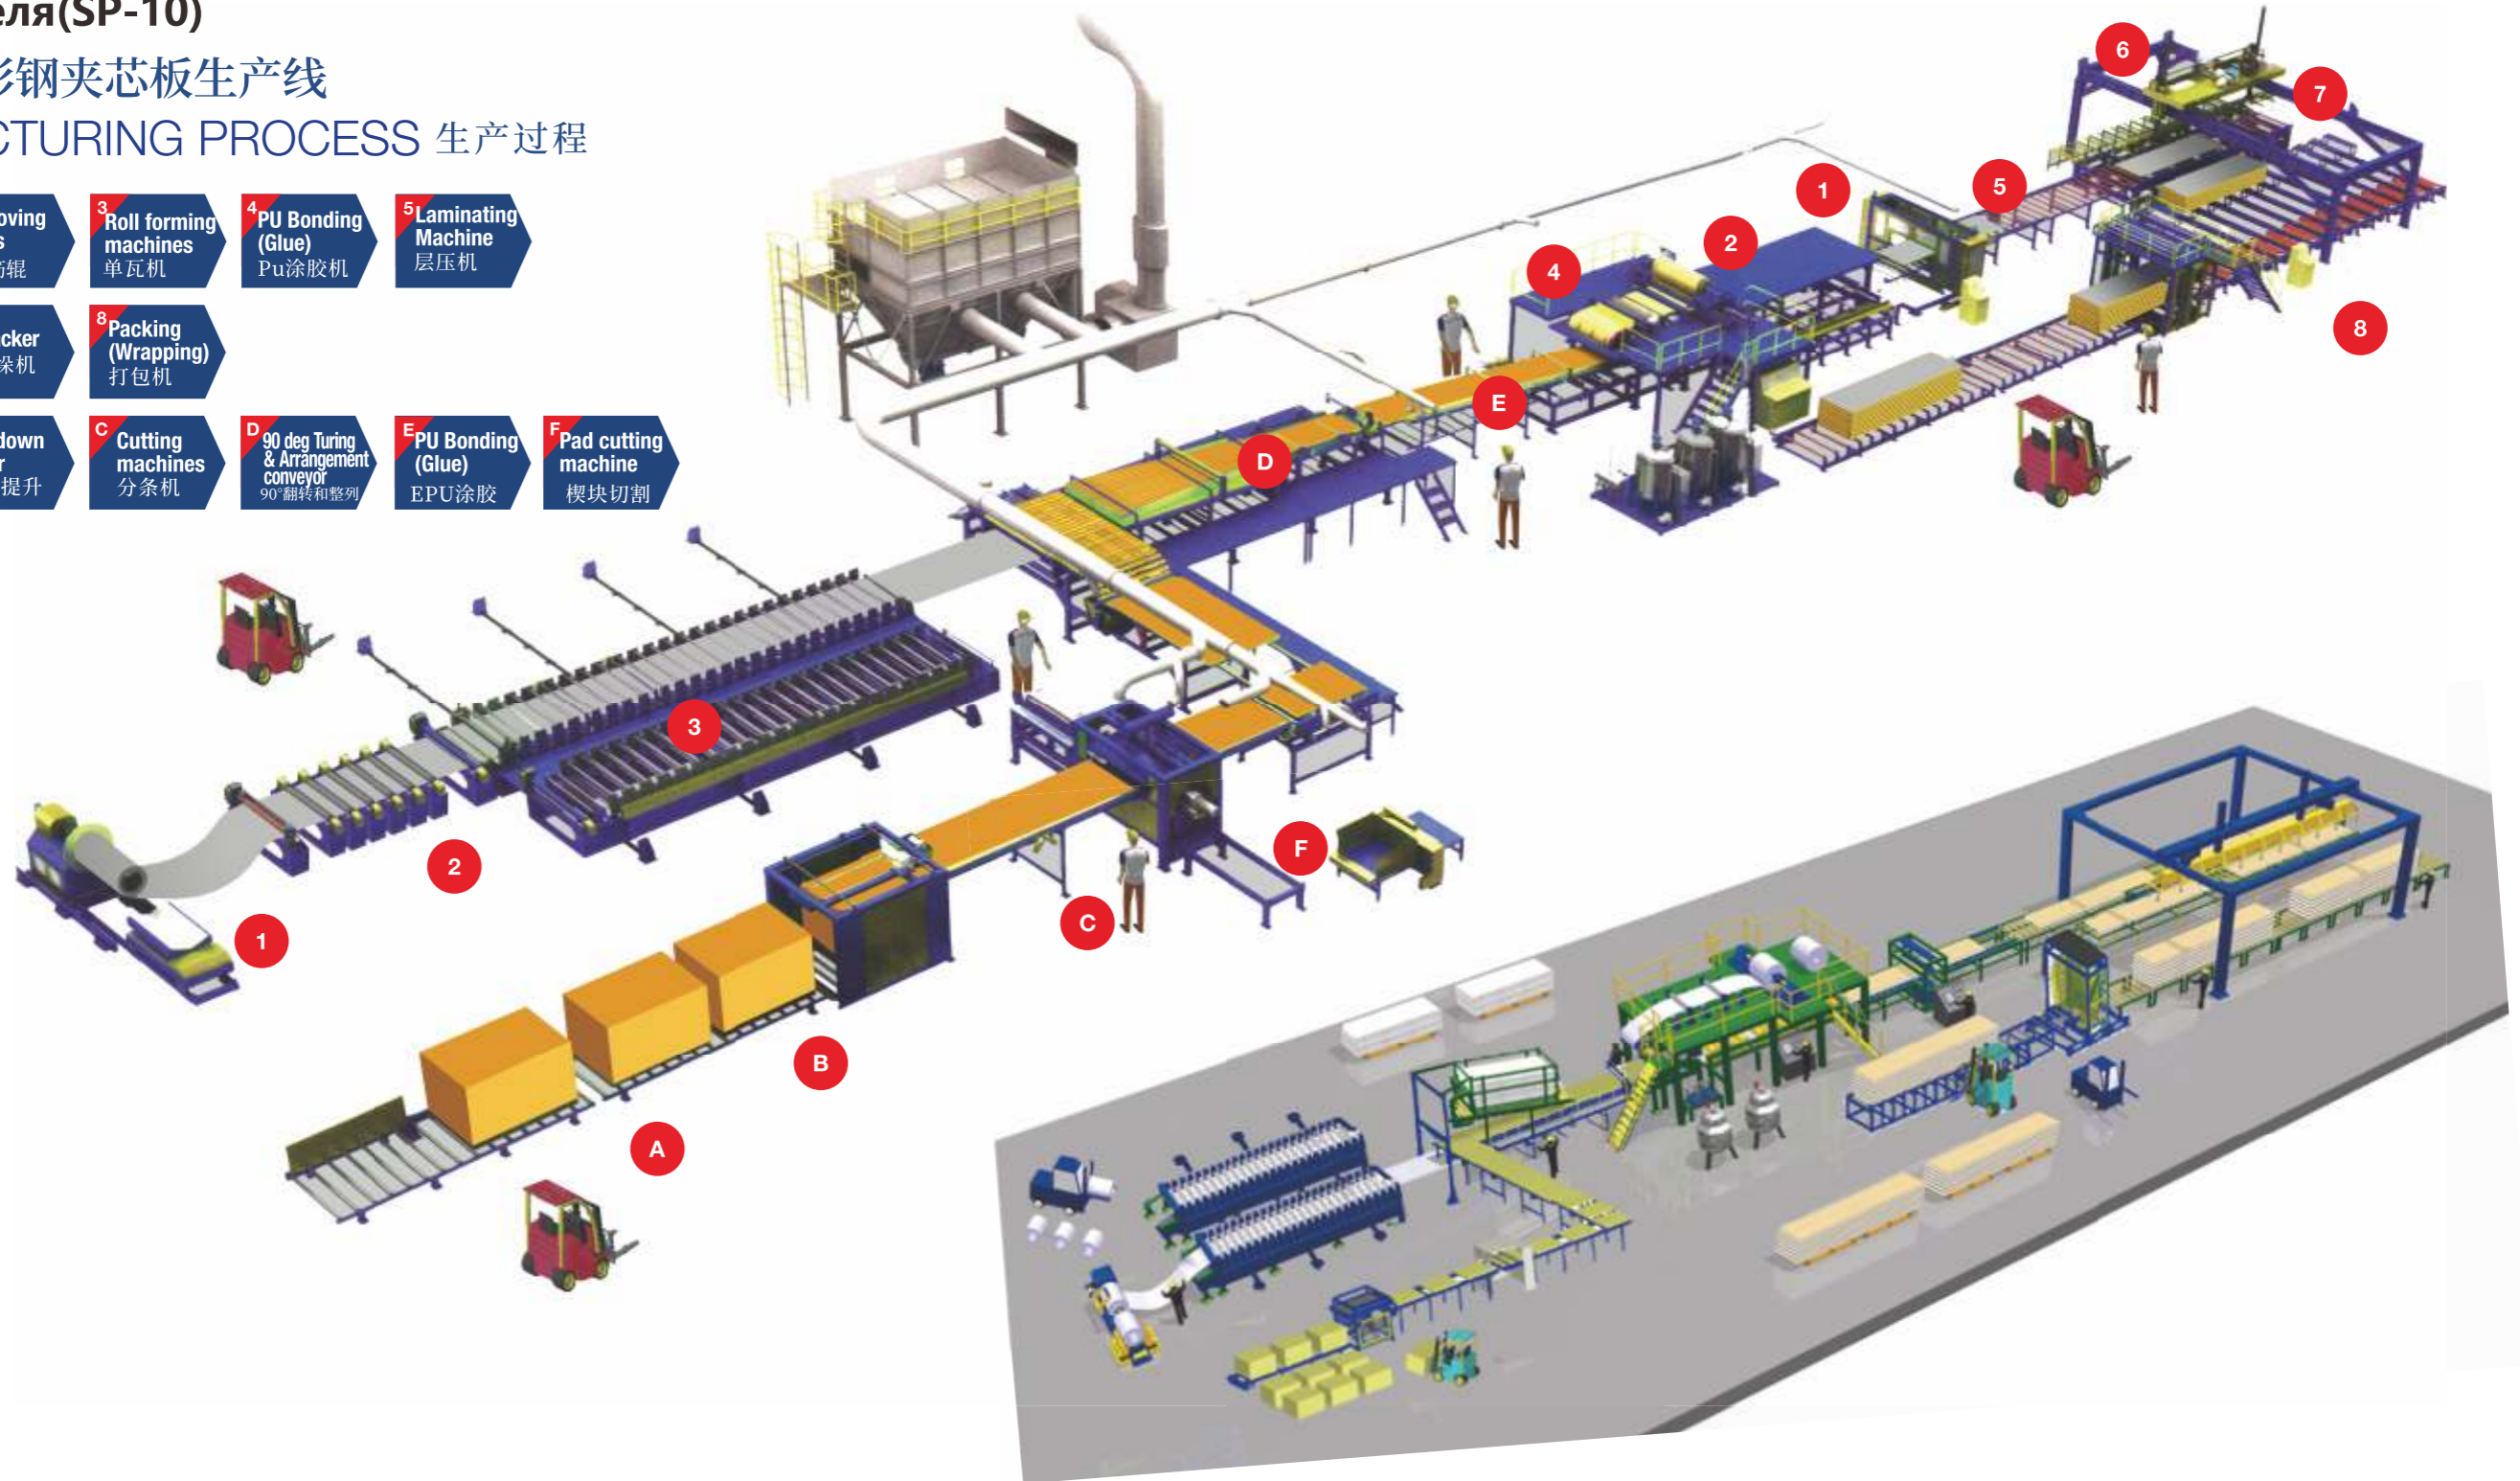 еля(SP-10)
彩钢夹芯板生产线
CTURING PROCESS 生产过程
3 Roll forming
machines
单瓦机
4 PU Bonding
(Glue)
Pu涂胶机
5 Laminating
Machine
层压机
cker
垛机
8 Packing
(Wrapping)
打包机
down
r
提升
C Cutting
machines
分条机
D 90 deg Turing
& Arrangement
conveyor
90°翻转和整列
E PU Bonding
(Glue)
EPU涂胶
F Pad cutting
machine
楔块切割
6
7
1
5
2
4
8
E
D
3
2
F
C
1
B
A